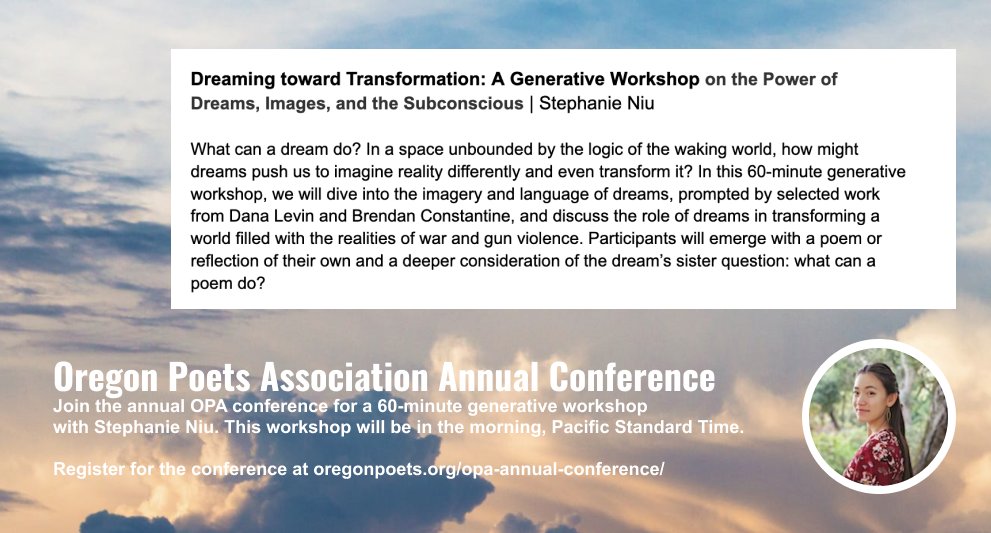 Dreaming toward Transformation: A Generative Workshop on the Power of
Dreams, Images, and the Subconscious | Stephanie Niu
What can a dream do? In a space unbounded by the logic of the waking world, how might
dreams push us to imagine reality differently and even transform it? In this 60-minute generative
workshop, we will dive into the imagery and language of dreams, prompted by selected work
from Dana Levin and Brendan Constantine, and discuss the role of dreams in transforming a
world filled with the realities of war and gun violence. Participants will emerge with a poem or
reflection of their own and a deeper consideration of the dream’s sister question: what can a
poem do?
Oregon Poets Association Annual Conference
Join the annual OPA conference for a 60-minute generative workshop
with Stephanie Niu. This workshop will be in the morning, Pacific Standard Time.
Register for the conference at oregonpoets.org/opa-annual-conference/